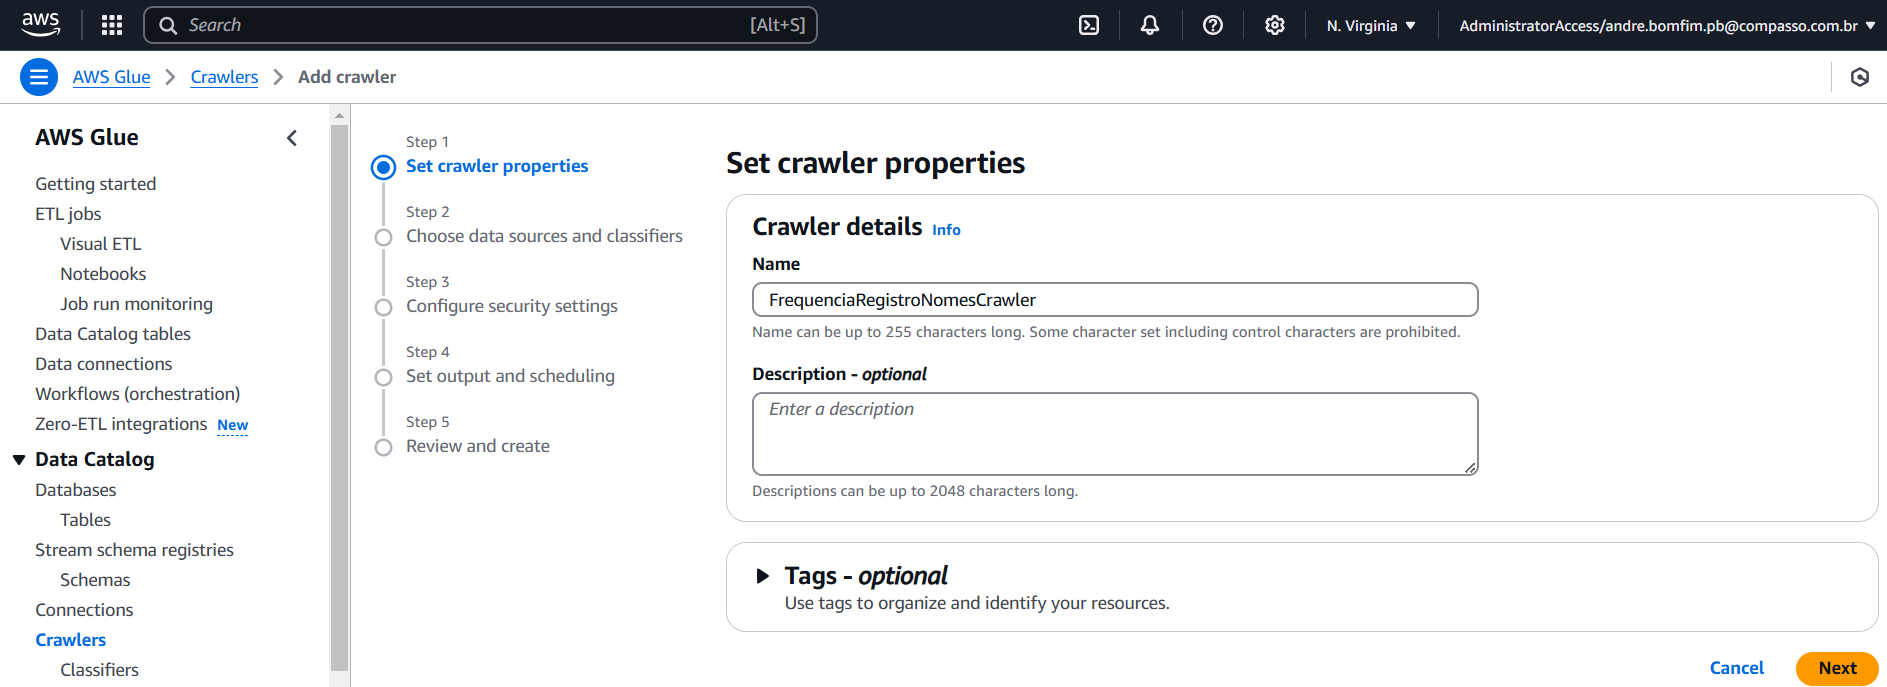 aws
Search [Alt+S]
N. Virginia
AdministratorAccess/andre.bomfim.pb@compasso.com.br
AWS Glue
Crawlers
Add crawler
AWS Glue
Getting started
ETL jobs
Visual ETL
Notebooks
Job run monitoring
Data Catalog tables
Data connections
Workflows (orchestration)
Zero-ETL integrations New
Data Catalog
Databases
Tables
Stream schema registries
Schemas
Connections
Crawlers
Classifiers
Step 1
Set crawler properties
Step 2
Choose data sources and classifiers
Step 3
Configure security settings
Step 4
Set output and scheduling
Step 5
Review and create
Set crawler properties
Crawler details Info
Name
FrequenciaRegistroNomesCrawler
Name can be up to 255 characters long. Some character set including control characters are prohibited.
Description - optional
Enter a description
Descriptions can be up to 2048 characters long.
Tags - optional
Use tags to organize and identify your resources.
Cancel
Next